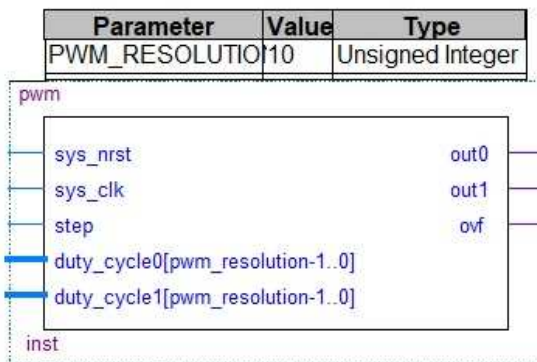 Parameter Value Type
PWM_RESOLUTION 10 Unsigned Integer
pwm
sys_nrst out0
sys_clk out1
step ovf
duty_cycle0[pwm_resolution-1..0]
duty_cycle1[pwm_resolution-1..0]
inst